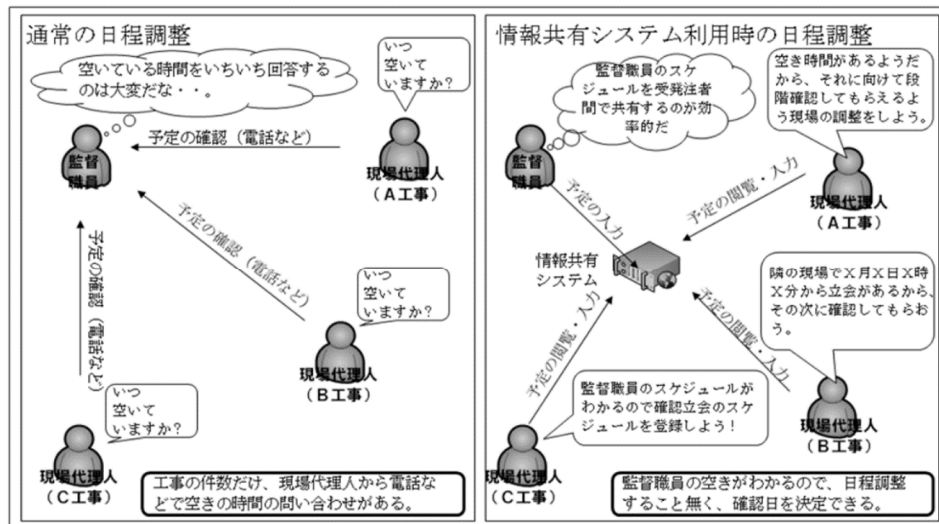 通常の日程調整
空いている時間をいちいち回答する
のは大変だな・・。
いつ
空いて
いますか?
予定の確認（電話など）
監督
職員
現場代理人
（Ａ工事）
予定の確認（電話など）
予定の確認（電話など）
いつ
空いて
いますか?
現場代理人
（Ｂ工事）
いつ
空いて
いますか?
現場代理人
（Ｃ工事）
工事の件数だけ、現場代理人から電話な
どで空きの時間の問い合わせがある。
情報共有システム利用時の日程調整
監督職員のスケ
ジュールを受発注者
間で共有するのが効
率的だ
空き時間があるようだ
から、それに向けて段
階確認してもらえるよ
う現場の調整をしよう。
監督
職員
予定の入力
予定の閲覧・入力
現場代理人
（Ａ工事）
情報共有
システム
隣の現場でＸ月Ｘ日Ｘ時
Ｘ分から立会があるから、
その次に確認してもらお
う。
予定の閲覧・入力
予定の閲覧・入力
監督職員のスケジュールが
わかるので確認立会のスケ
ジュールを登録しよう！
現場代理人
（Ｂ工事）
現場代理人
（Ｃ工事）
監督職員の空きがわかるので、日程調整
すること無く、確認日を決定できる。